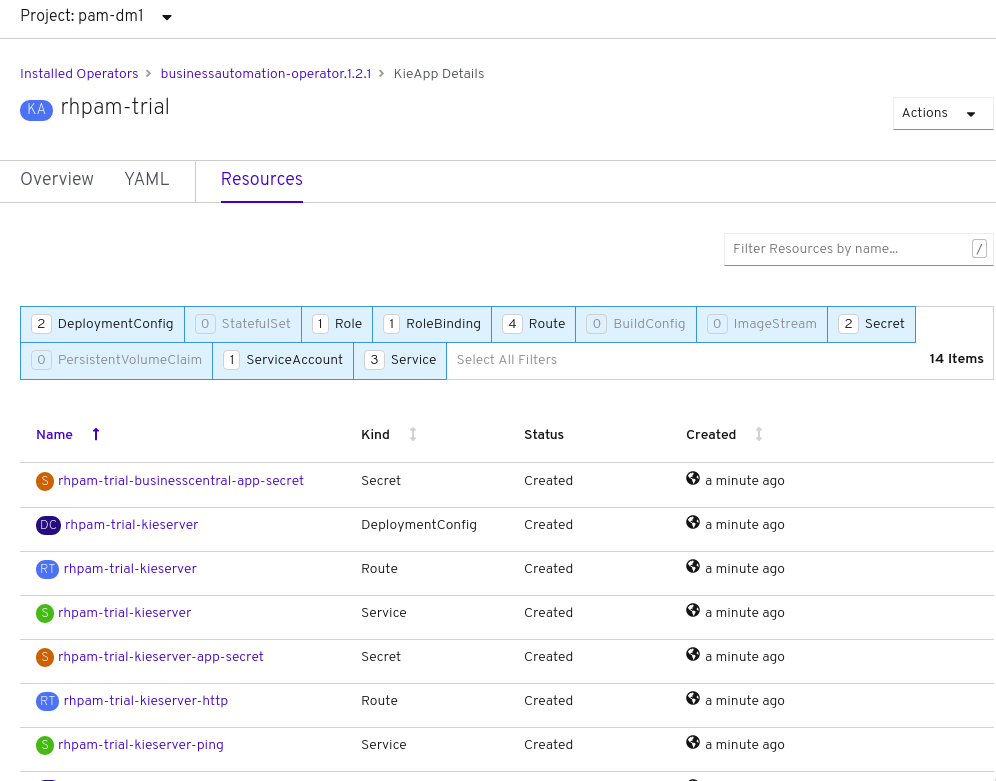 Project: pam-dm1
Installed Operators > businessautomation-operator.1.2.1 > KieApp Details
KA rhpam-trial
Actions
Overview YAML Resources
Filter Resources by name... /
2 DeploymentConfig 0 StatefulSet 1 Role 1 RoleBinding 4 Route 0 BuildConfig 0 ImageStream 2 Secret
0 PersistentVolumeClaim 1 ServiceAccount 3 Service Select All Filters 14 Items
Name Kind Status Created
S rhpam-trial-businesscentral-app-secret Secret Created a minute ago
DC rhpam-trial-kieserver DeploymentConfig Created a minute ago
RT rhpam-trial-kieserver Route Created a minute ago
S rhpam-trial-kieserver Service Created a minute ago
S rhpam-trial-kieserver-app-secret Secret Created a minute ago
RT rhpam-trial-kieserver-http Route Created a minute ago
S rhpam-trial-kieserver-ping Service Created a minute ago